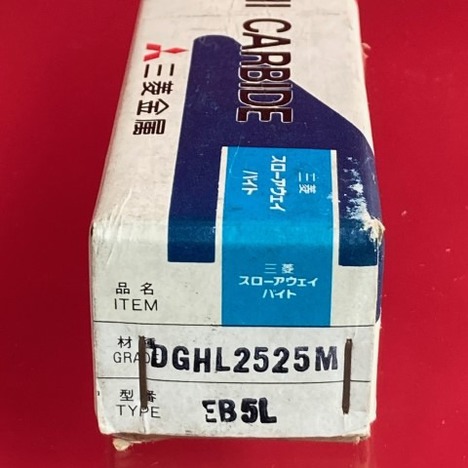 CARBIDE
三菱金属
三菱
スローアウェイ
バイト
三菱
スローアウェイ
バイト
品名
ITEM
材種
GRADE
DGHL2525M
型番
TYPE
EB5L